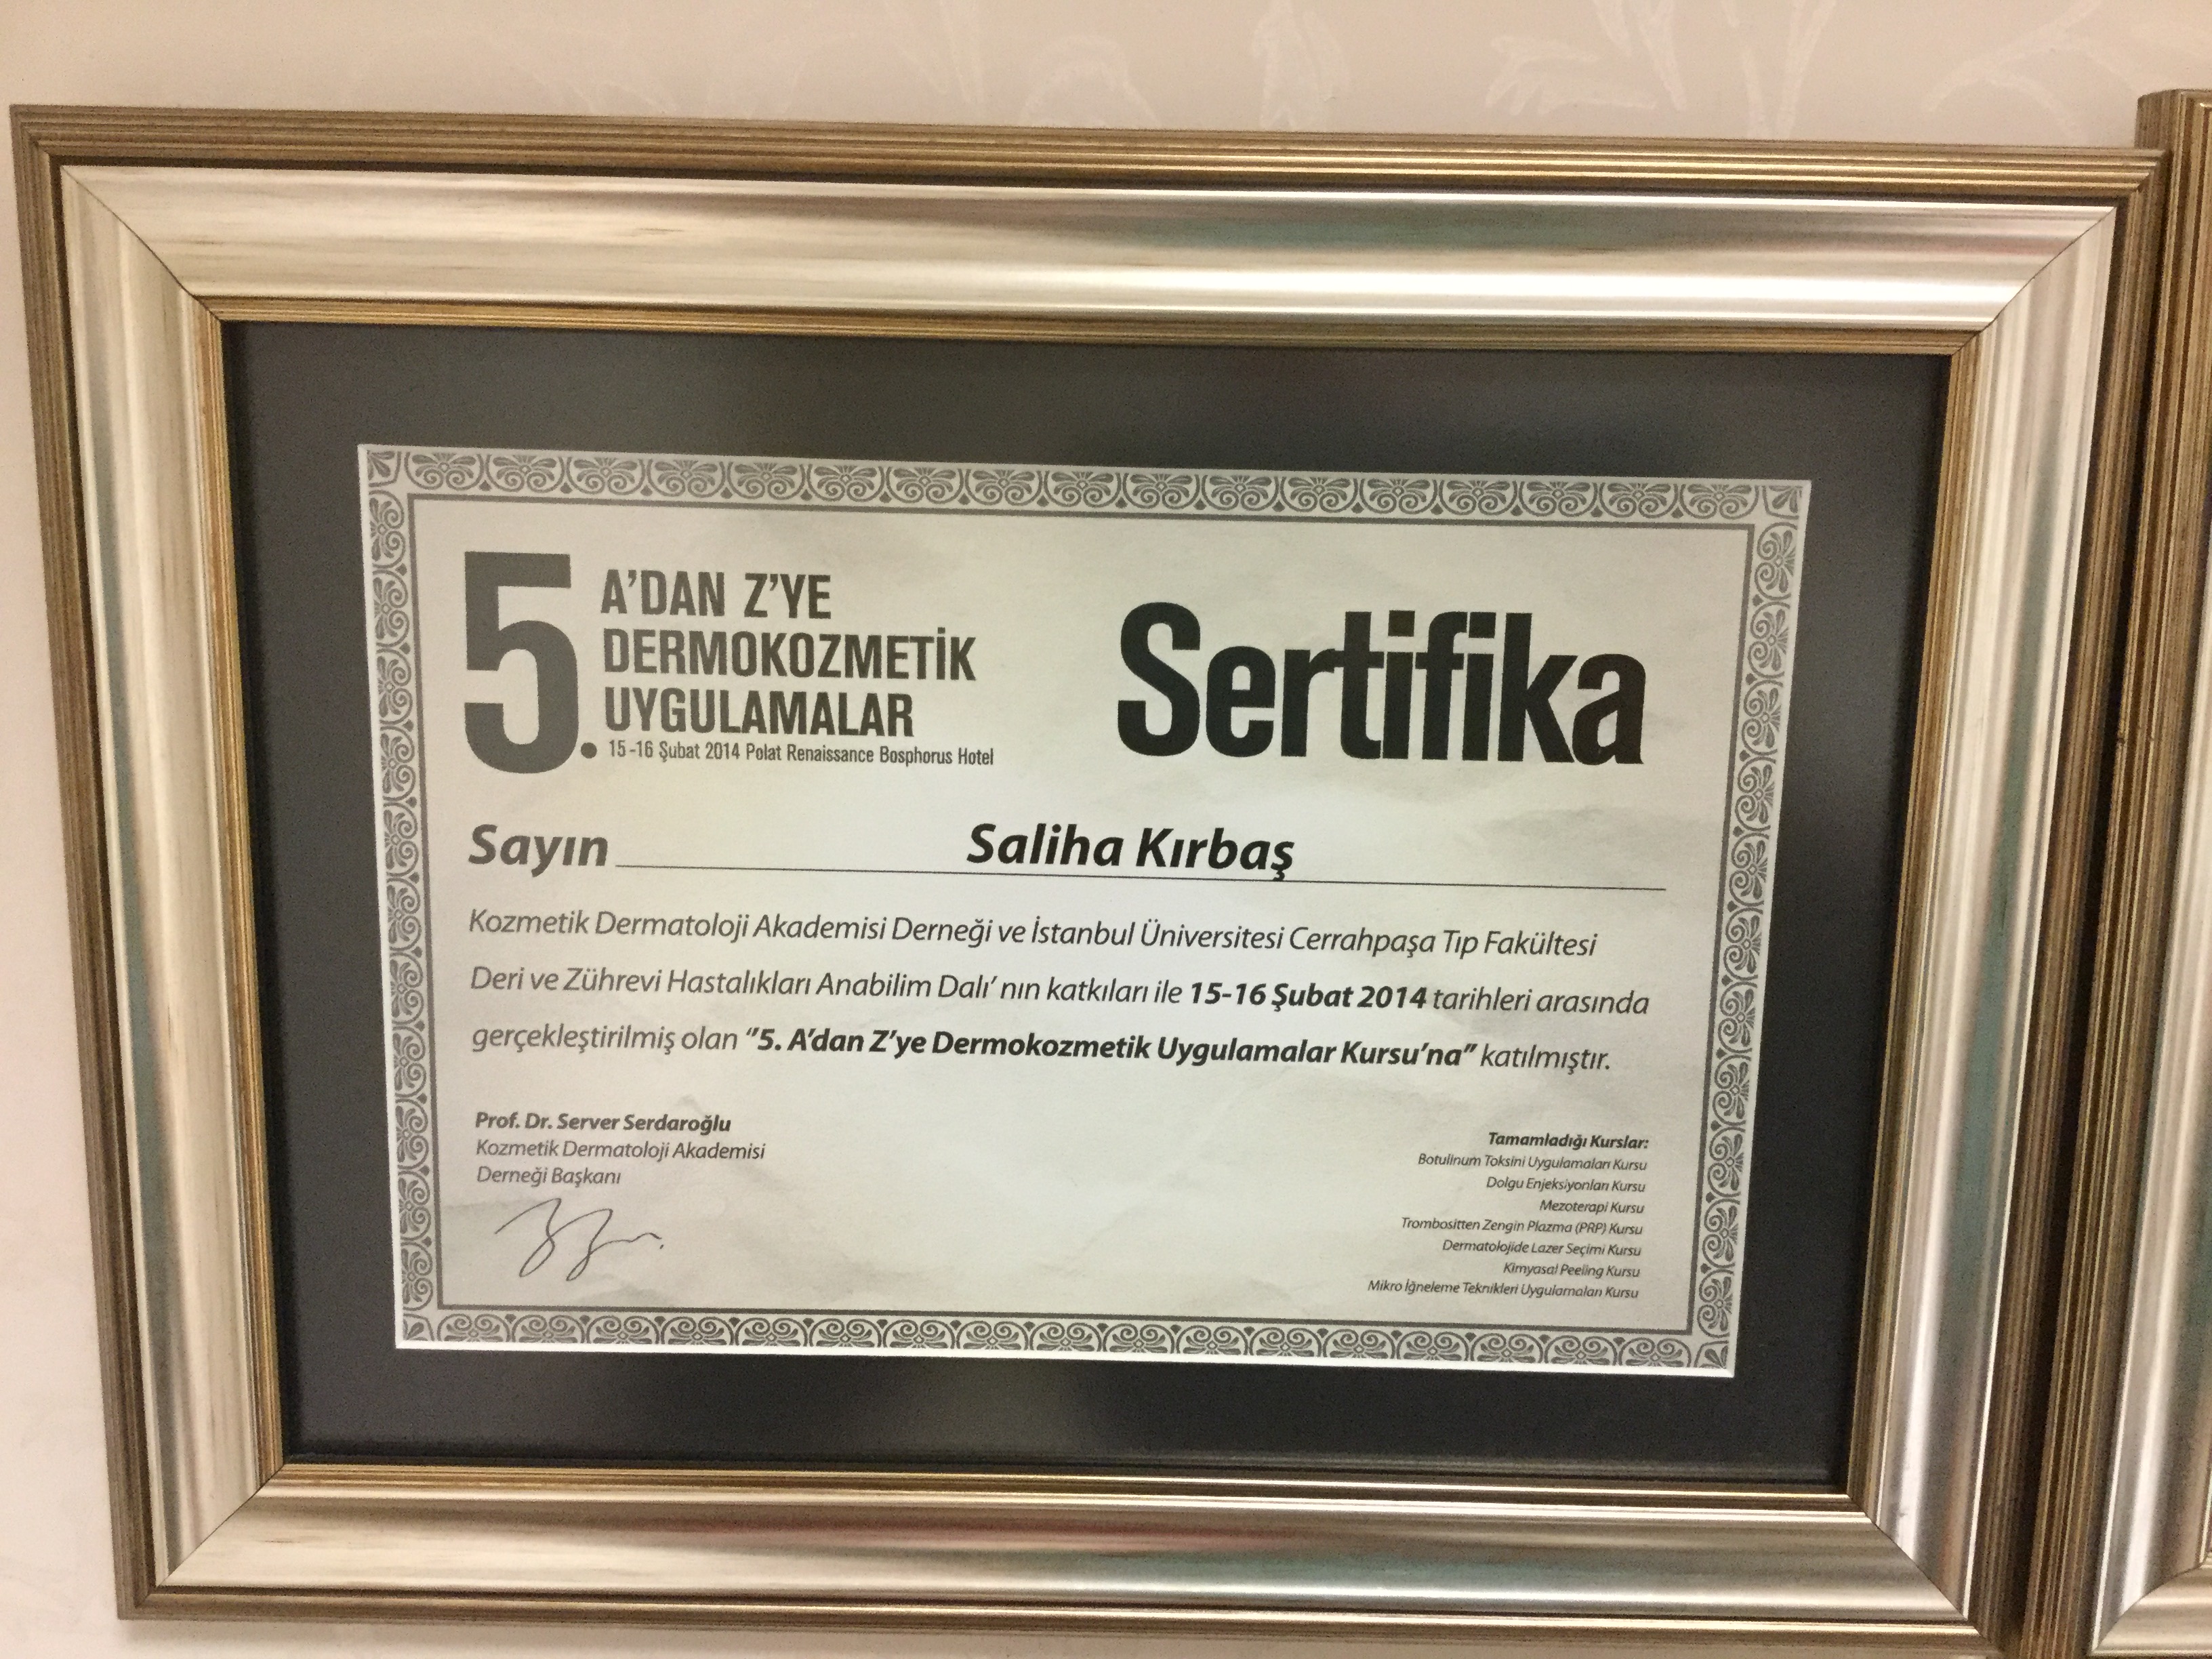 5. A'DAN Z'YE
DERMOKOZMETİK
UYGULAMALAR
15-16 Şubat 2014 Polat Renaissance Bosphorus Hotel
Sertifika
Sayın Saliha Kırbaş
Kozmetik Dermatoloji Akademisi Derneği ve İstanbul Üniversitesi Cerrahpaşa Tıp Fakültesi
Deri ve Zührevi Hastalıkları Anabilim Dalı' nın katkıları ile 15-16 Şubat 2014 tarihleri arasında
gerçekleştirilmiş olan "5. A'dan Z'ye Dermokozmetik Uygulamalar Kursu'na" katılmıştır.
Prof. Dr. Server Serdaroğlu
Kozmetik Dermatoloji Akademisi
Derneği Başkanı
Tamamladığı Kurslar:
Botulinum Toksini Uygulamaları Kursu
Dolgu Enjeksiyonları Kursu
Mezoterapi Kursu
Trombositten Zengin Plazma (PRP) Kursu
Dermatolojide Lazer Seçimi Kursu
Kimyasal Peeling Kursu
Mikro İğneleme Teknikleri Uygulamaları Kursu